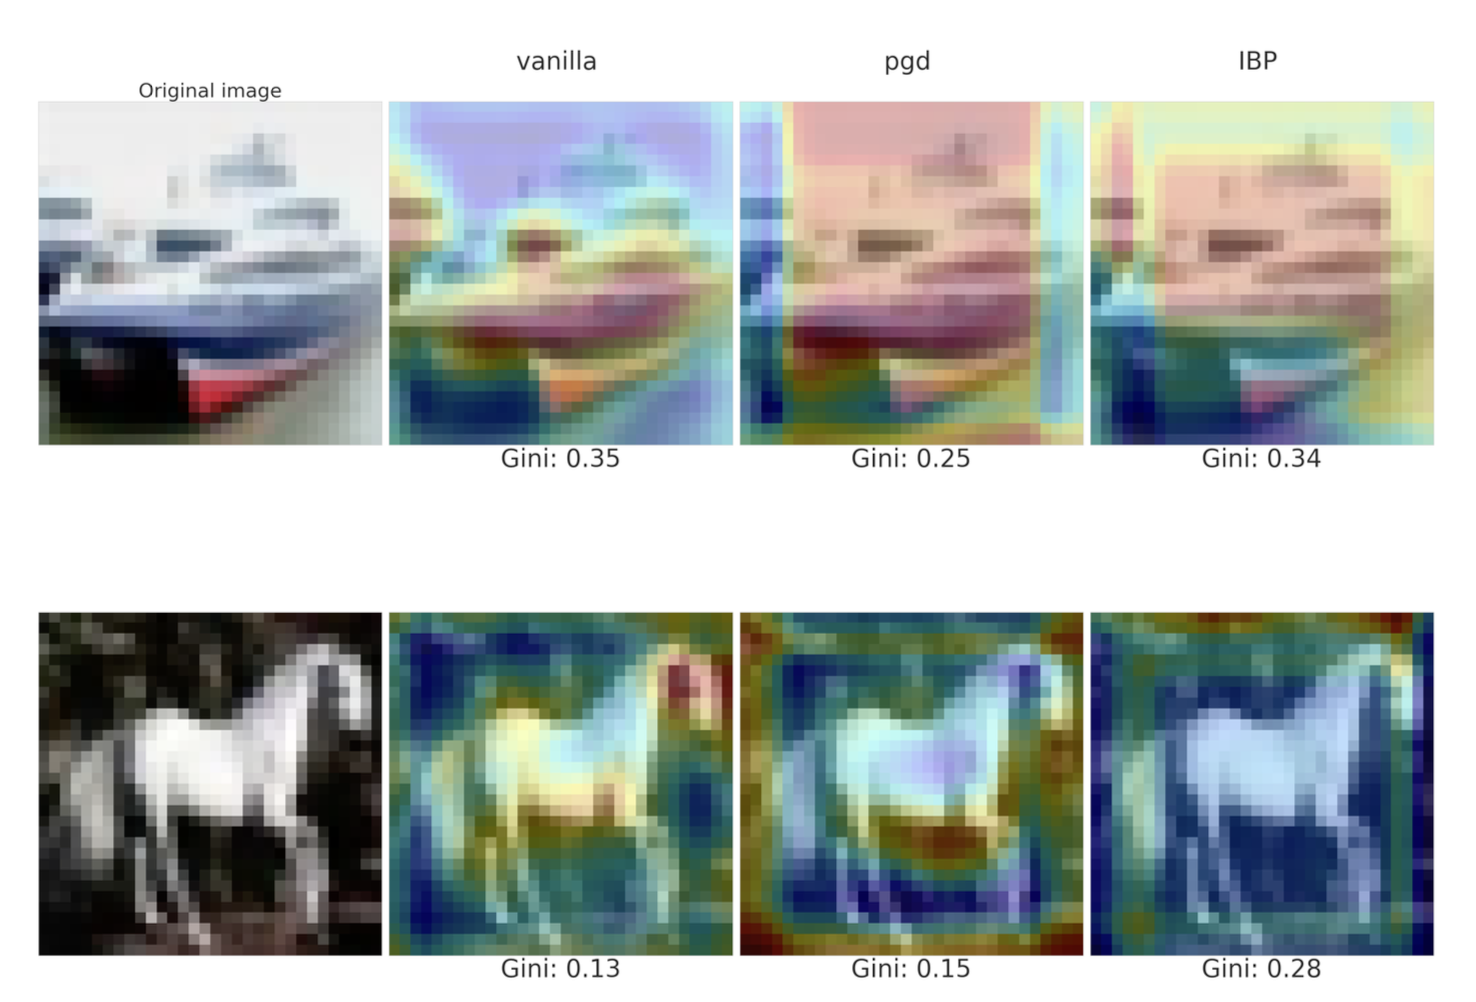 vanilla
pgd
IBP
Original image
Gini: 0.35
Gini: 0.25
Gini: 0.34
Gini: 0.13
Gini: 0.15
Gini: 0.28